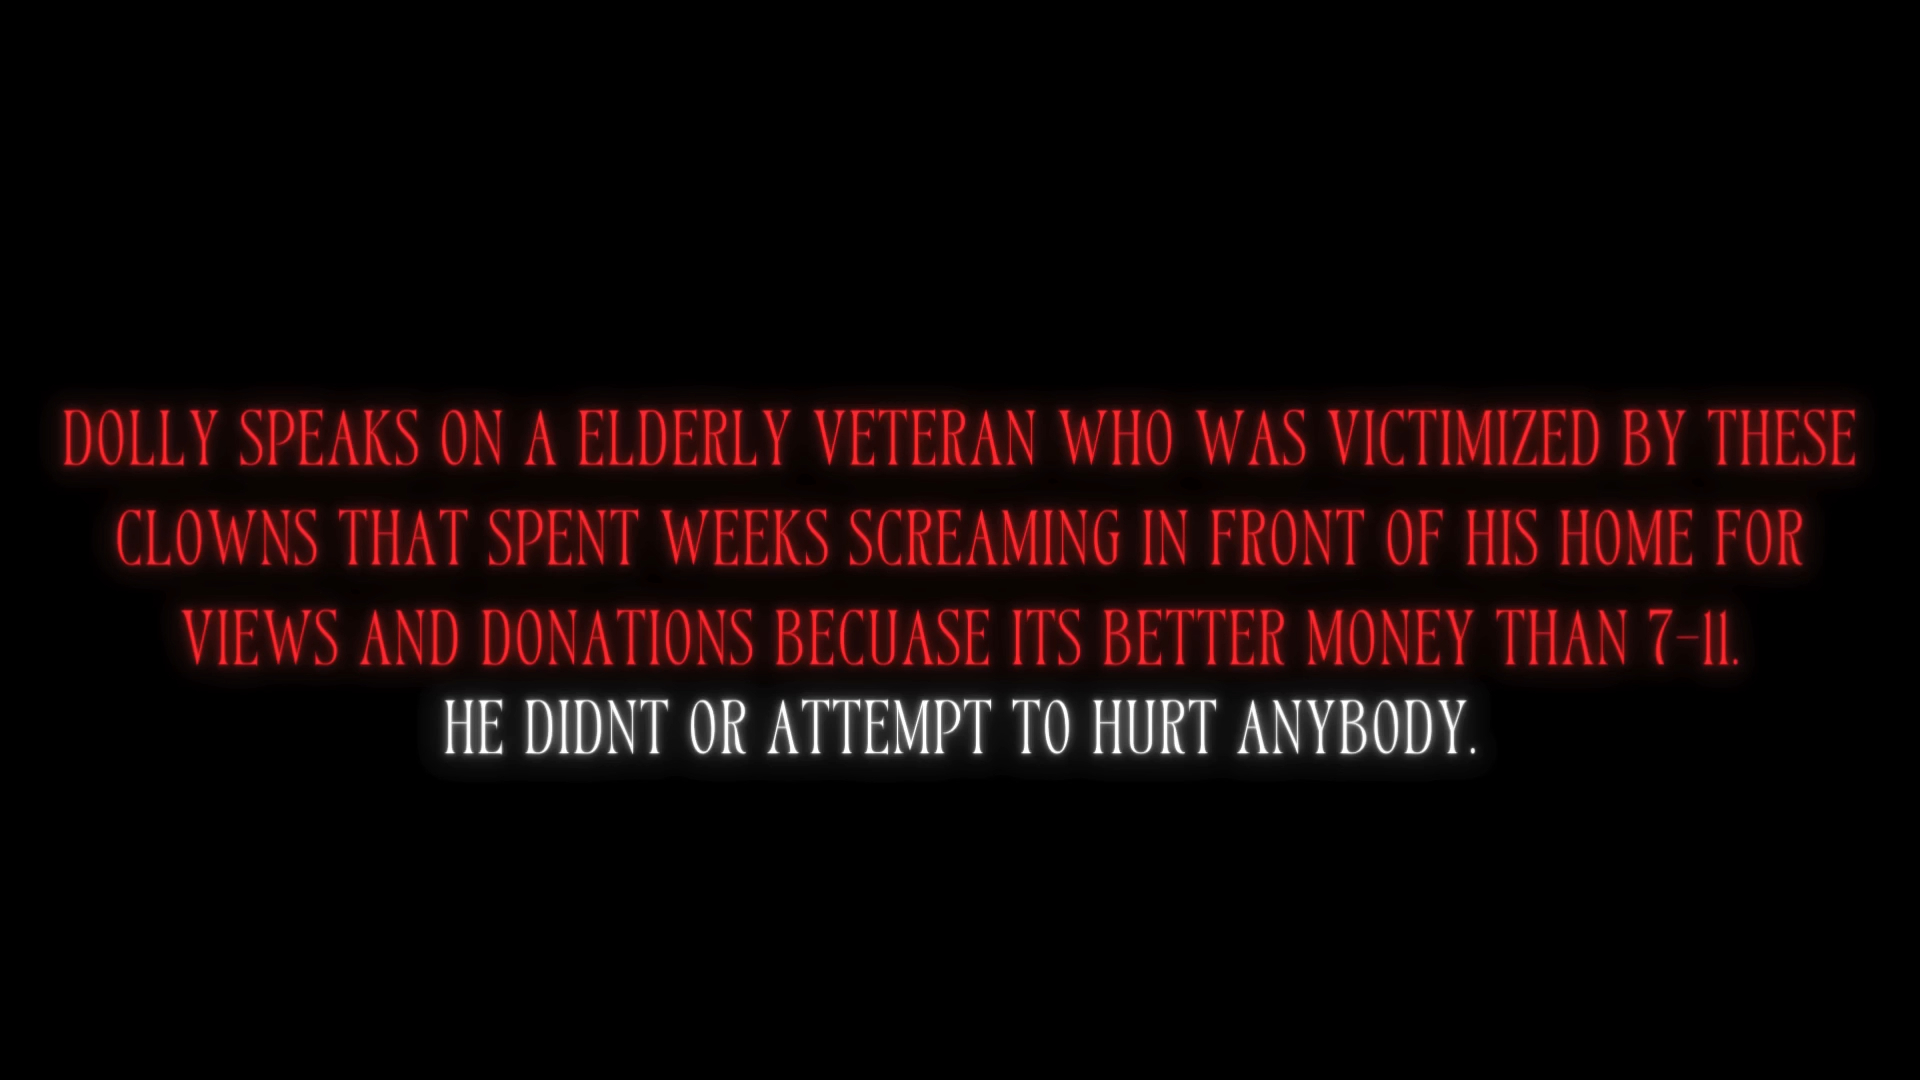 DOLLY SPEAKS ON A ELDERLY VETERAN WHO WAS VICTIMIZED BY THESE
CLOWNS THAT SPENT WEEKS SCREAMING IN FRONT OF HIS HOME FOR
VIEWS AND DONATIONS BECUASE ITS BETTER MONEY THAN 7-11.
HE DIDNT OR ATTEMPT TO HURT ANYBODY.